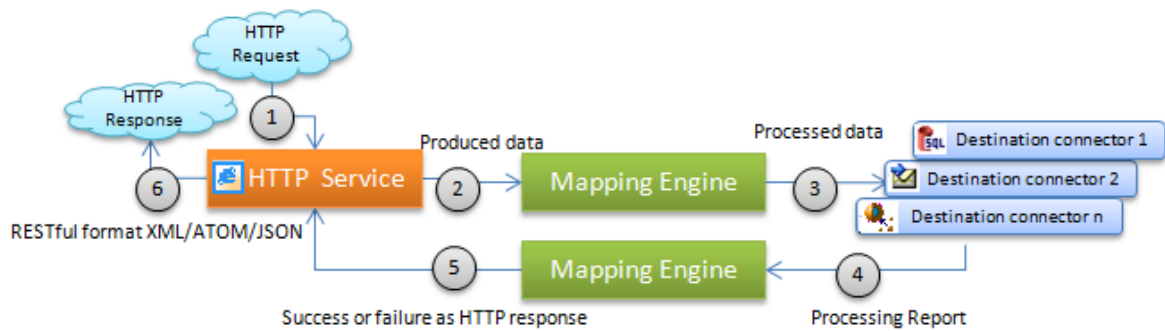 HTTP
Request
HTTP
Response
1
Produced data
Processed data
SQL
Destination connector 1
6
HTTP Service
2
Mapping Engine
3
Destination connector 2
RESTful format XML/ATOM/JSON
Destination connector n
5
Mapping Engine
4
Success or failure as HTTP response
Processing Report